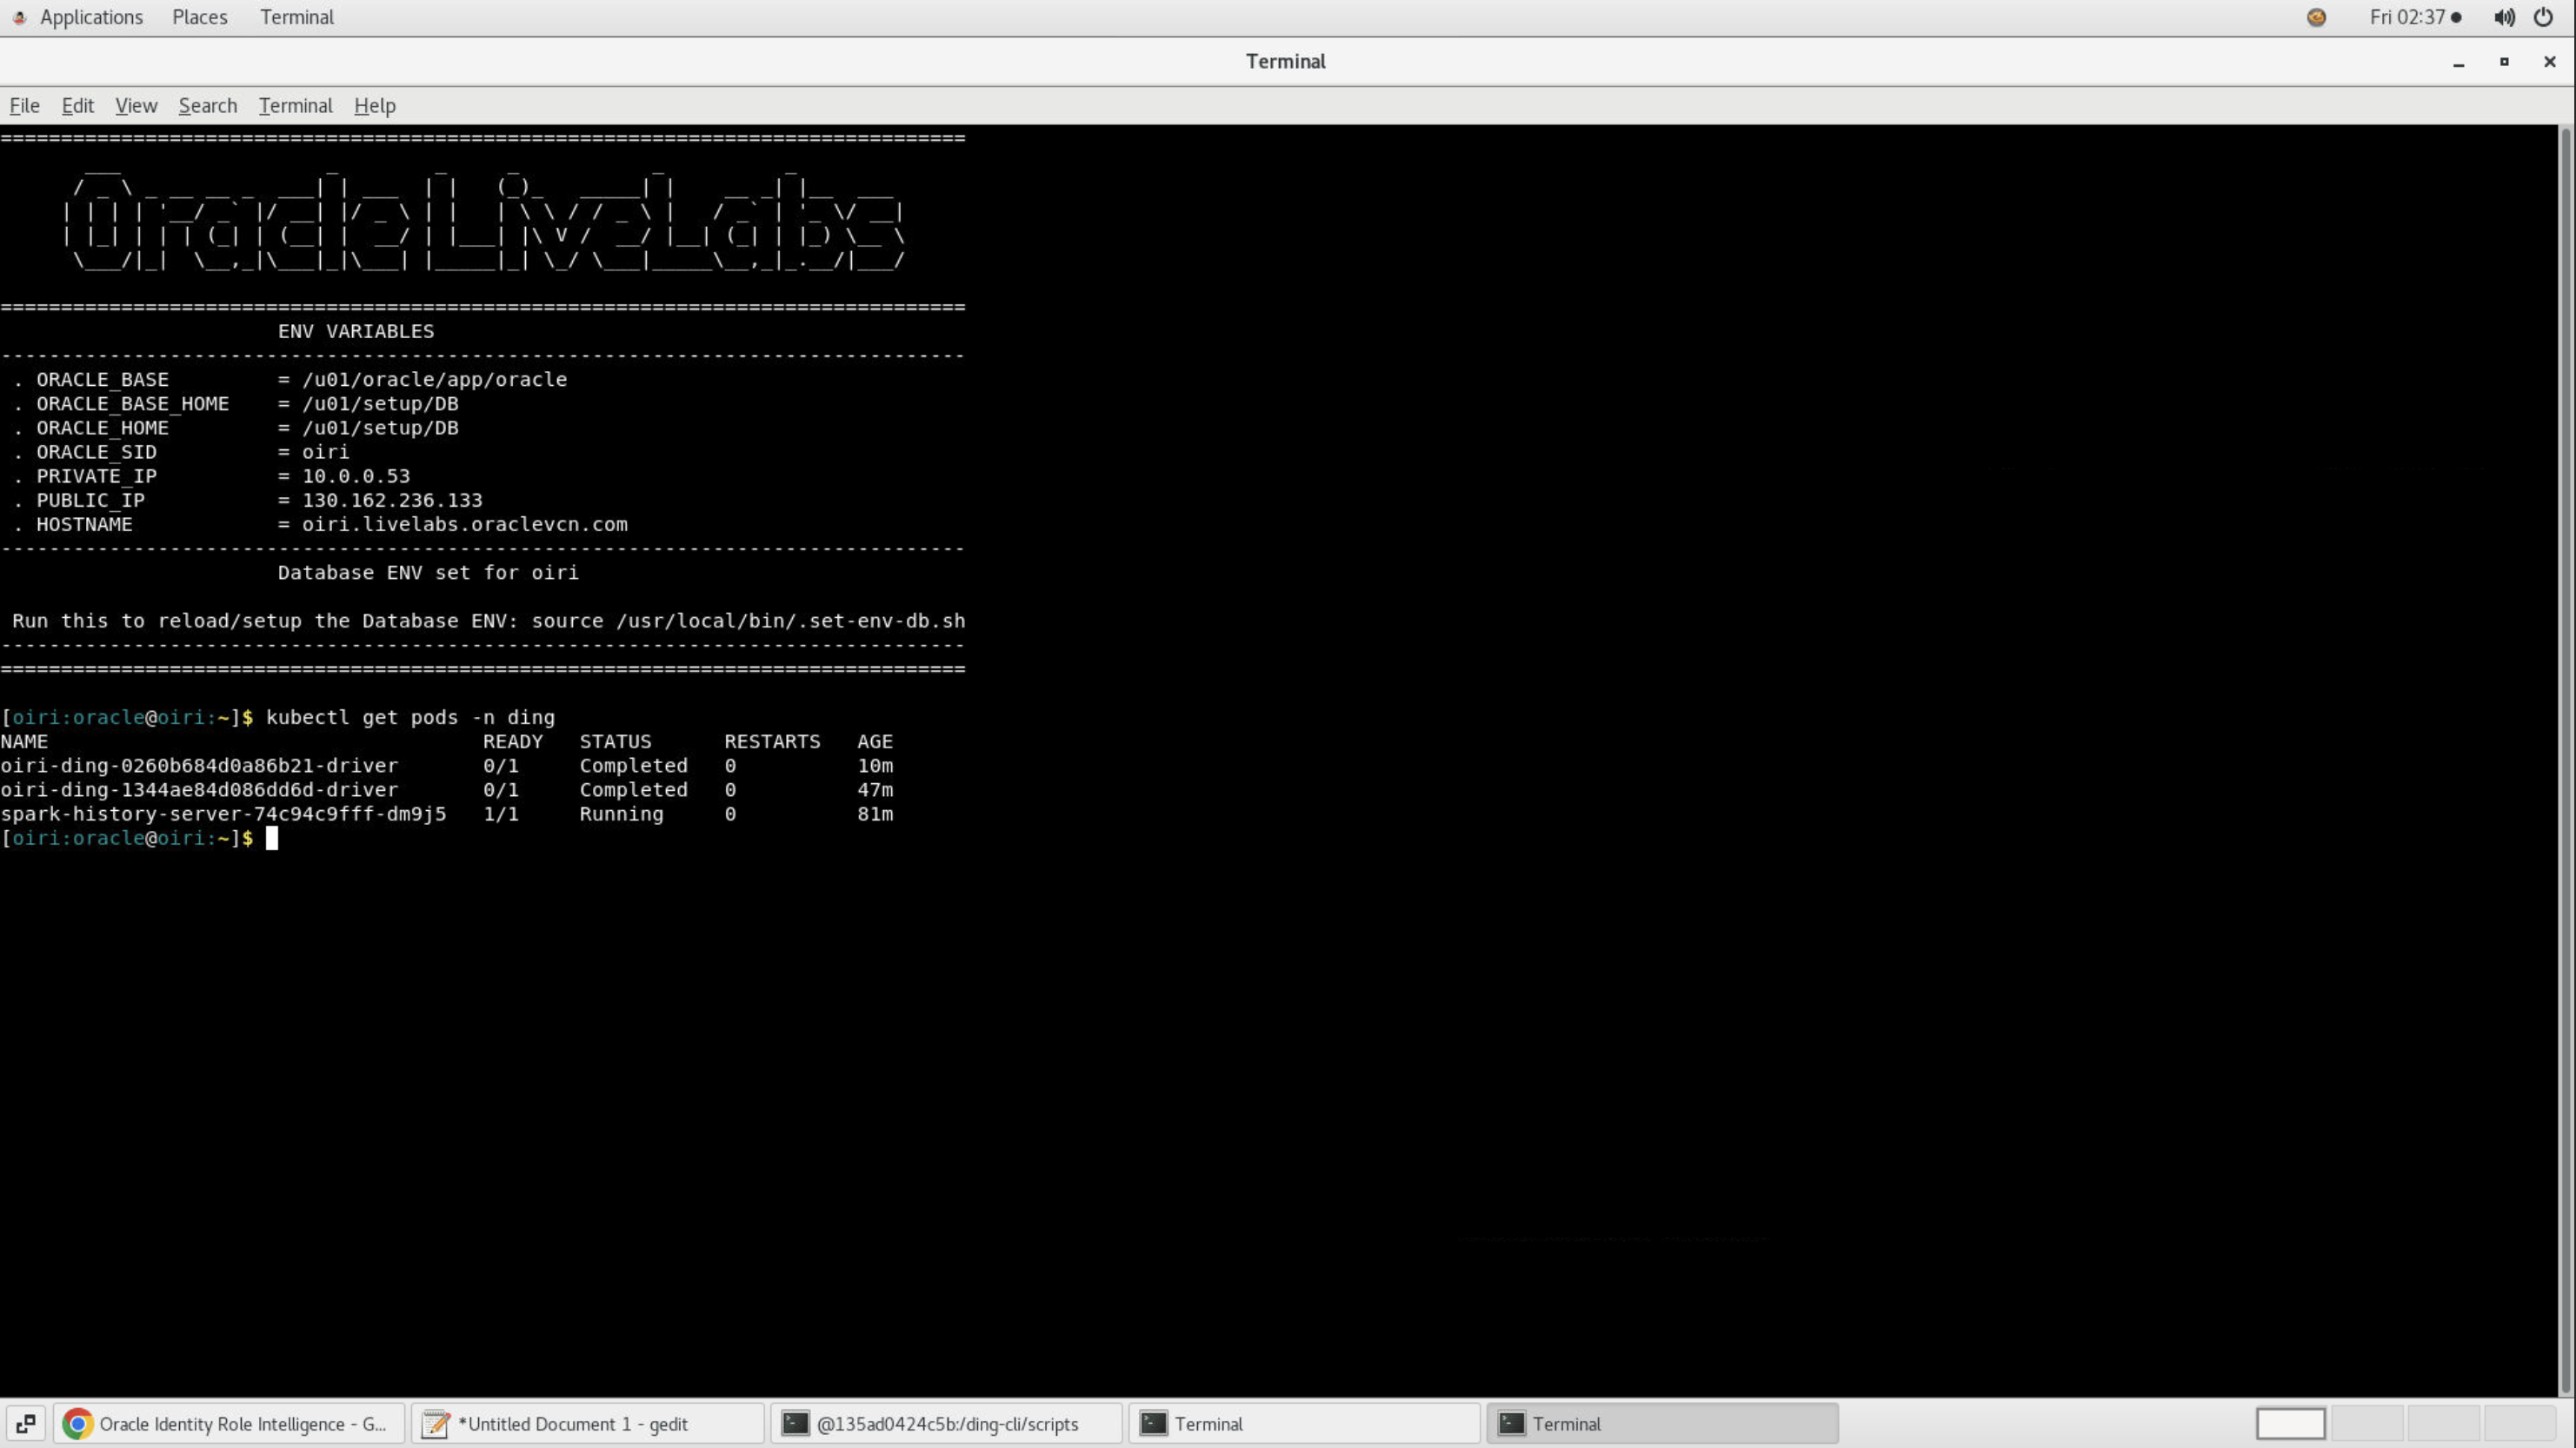 Applications Places Terminal Fri 02:37
Terminal
File Edit View Search Terminal Help
================================================================================
Oracle LiveLabs
================================================================================
ENV VARIABLES
--------------------------------------------------------------------------------
. ORACLE_BASE = /u01/oracle/app/oracle
. ORACLE_BASE_HOME = /u01/setup/DB
. ORACLE_HOME = /u01/setup/DB
. ORACLE_SID = oiri
. PRIVATE_IP = 10.0.0.53
. PUBLIC_IP = 130.162.236.133
. HOSTNAME = oiri.livelabs.oraclevcn.com
--------------------------------------------------------------------------------
Database ENV set for oiri
Run this to reload/setup the Database ENV: source /usr/local/bin/.set-env-db.sh
--------------------------------------------------------------------------------
================================================================================
[oiri:oracle@oiri:~]$ kubectl get pods -n ding
NAME READY STATUS RESTARTS AGE
oiri-ding-0260b684d0a86b21-driver 0/1 Completed 0 10m
oiri-ding-1344ae84d086dd6d-driver 0/1 Completed 0 47m
spark-history-server-74c94c9fff-dm9j5 1/1 Running 0 81m
[oiri:oracle@oiri:~]$
Oracle Identity Role Intelligence - G... *Untitled Document 1 - gedit @135ad0424c5b:/ding-cli/scripts Terminal Terminal